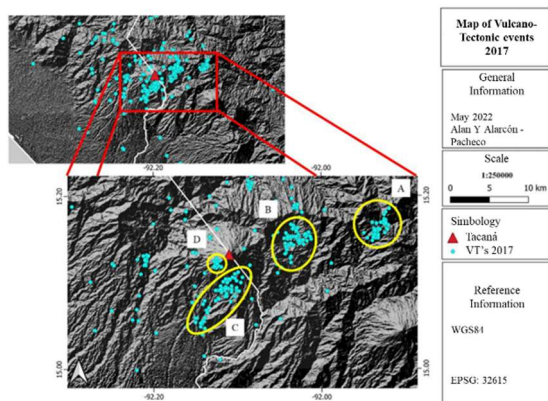 Map of Vulcano-
Tectonic events
2017
General
Information
May 2022
Alan Y Alarcón -
Pacheco
Scale
1:250000
0 5 10 km
Simbology
Tacaná
VT's 2017
Reference
Information
WGS84
EPSG: 32615
-92.20
-92.00
15.20
15.20
A
B
D
C
15.00
15.00
-92.20
-92.00